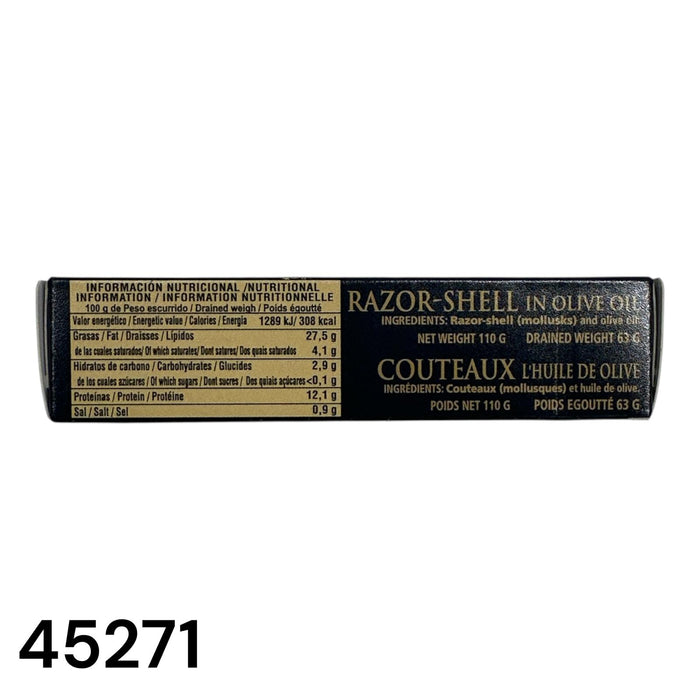 INFORMACIÓN NUTRICIONAL /NUTRITIONAL
INFORMATION / INFORMATION NUTRITIONNELLE
100 g de Peso escurrido / Drained weigh / Poids égoutté
Valor energético / Energetic value / Calories / Energia 1289 kJ/ 308 kcal
Grasas / Fat / Draisses / Lípidos 27,5 g
de las cuales saturados/ Of which saturates/ Dont satures/ Dos quais saturados 4,1 g
Hidratos de carbono / Carbohydrates / Glucides 2,9 g
de los cuales azúcares / Of which sugars / Dont sucres / Dos quais açúcares <0,1 g
Proteínas / Protein / Protéine 12,1 g
Sal / Salt / Sel 0,9 g
RAZOR-SHELL IN OLIVE OIL
INGREDIENTS: Razor-shell (mollusks) and olive oil.
NET WEIGHT 110 G DRAINED WEIGHT 63 G
COUTEAUX L'HUILE DE OLIVE
INGRÉDIENTS: Couteaux (mollusques) et huile de olive.
POIDS NET 110 G POIDS EGOUTTÉ 63 G
45271